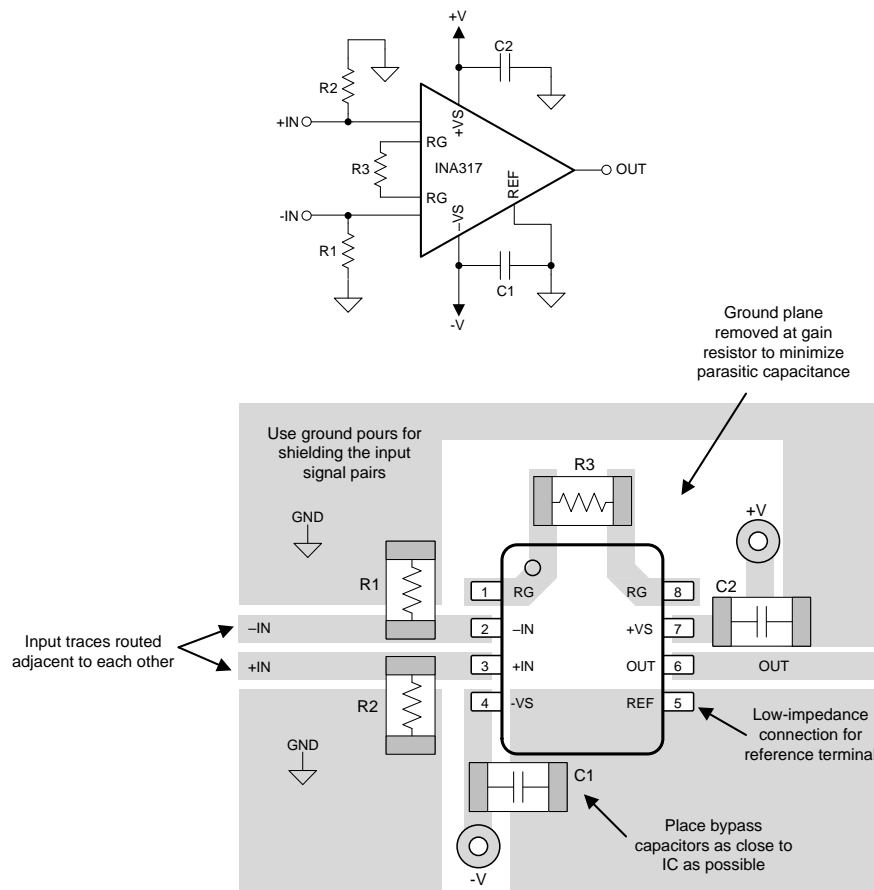 +V
C2
R2
+IN
+VS
RG
R3
INA317
OUT
RG
REF
-IN
–VS
R1
C1
-V
Ground plane
removed at gain
resistor to minimize
parasitic capacitance
Use ground pours for
shielding the input
signal pairs
R3
GND
+V
R1
C2
1
RG
RG
8
Input traces routed
adjacent to each other
–IN
2
–IN
+VS
7
+IN
3
+IN
OUT
6
OUT
R2
4
-VS
REF
5
Low-impedance
connection for
reference terminal
GND
C1
Place bypass
capacitors as close to
IC as possible
-V